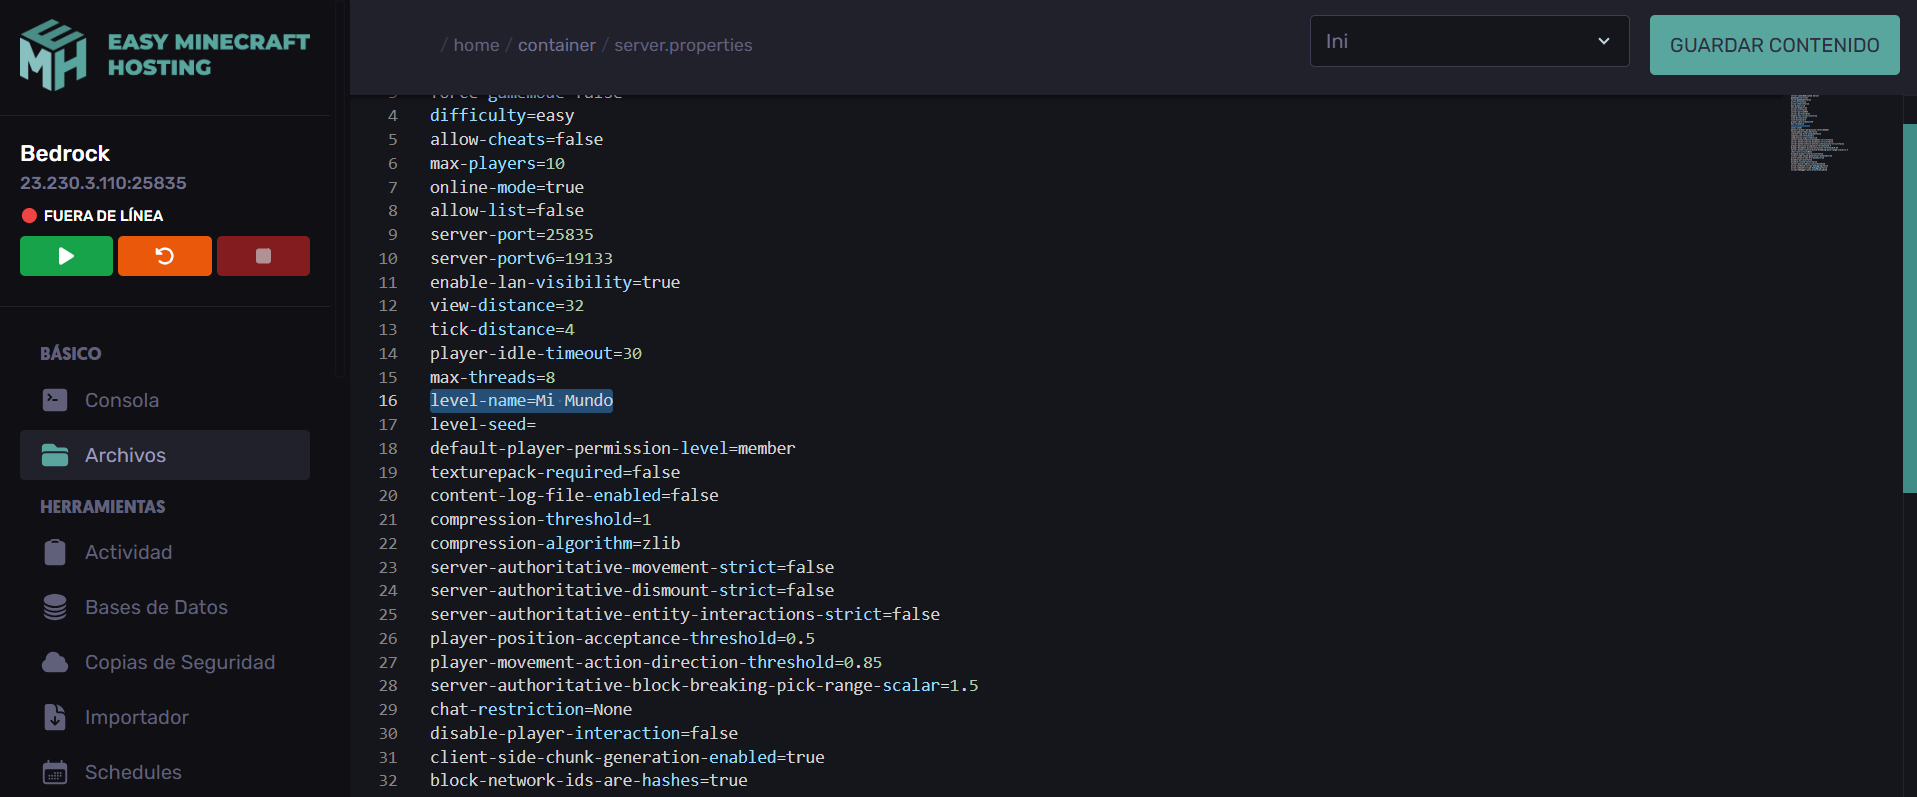 EASY MINECRAFT
HOSTING
/ home / container / server.properties
Ini
GUARDAR CONTENIDO
Bedrock
23.230.3.110:25835
FUERA DE LÍNEA
BÁSICO
Consola
Archivos
HERRAMIENTAS
Actividad
Bases de Datos
Copias de Seguridad
Importador
Schedules
3 force-gamemode=false
4 difficulty=easy
5 allow-cheats=false
6 max-players=10
7 online-mode=true
8 allow-list=false
9 server-port=25835
10 server-portv6=19133
11 enable-lan-visibility=true
12 view-distance=32
13 tick-distance=4
14 player-idle-timeout=30
15 max-threads=8
16 level-name=Mi Mundo
17 level-seed=
18 default-player-permission-level=member
19 texturepack-required=false
20 content-log-file-enabled=false
21 compression-threshold=1
22 compression-algorithm=zlib
23 server-authoritative-movement-strict=false
24 server-authoritative-dismount-strict=false
25 server-authoritative-entity-interactions-strict=false
26 player-position-acceptance-threshold=0.5
27 player-movement-action-direction-threshold=0.85
28 server-authoritative-block-breaking-pick-range-scalar=1.5
29 chat-restriction=None
30 disable-player-interaction=false
31 client-side-chunk-generation-enabled=true
32 block-network-ids-are-hashes=true